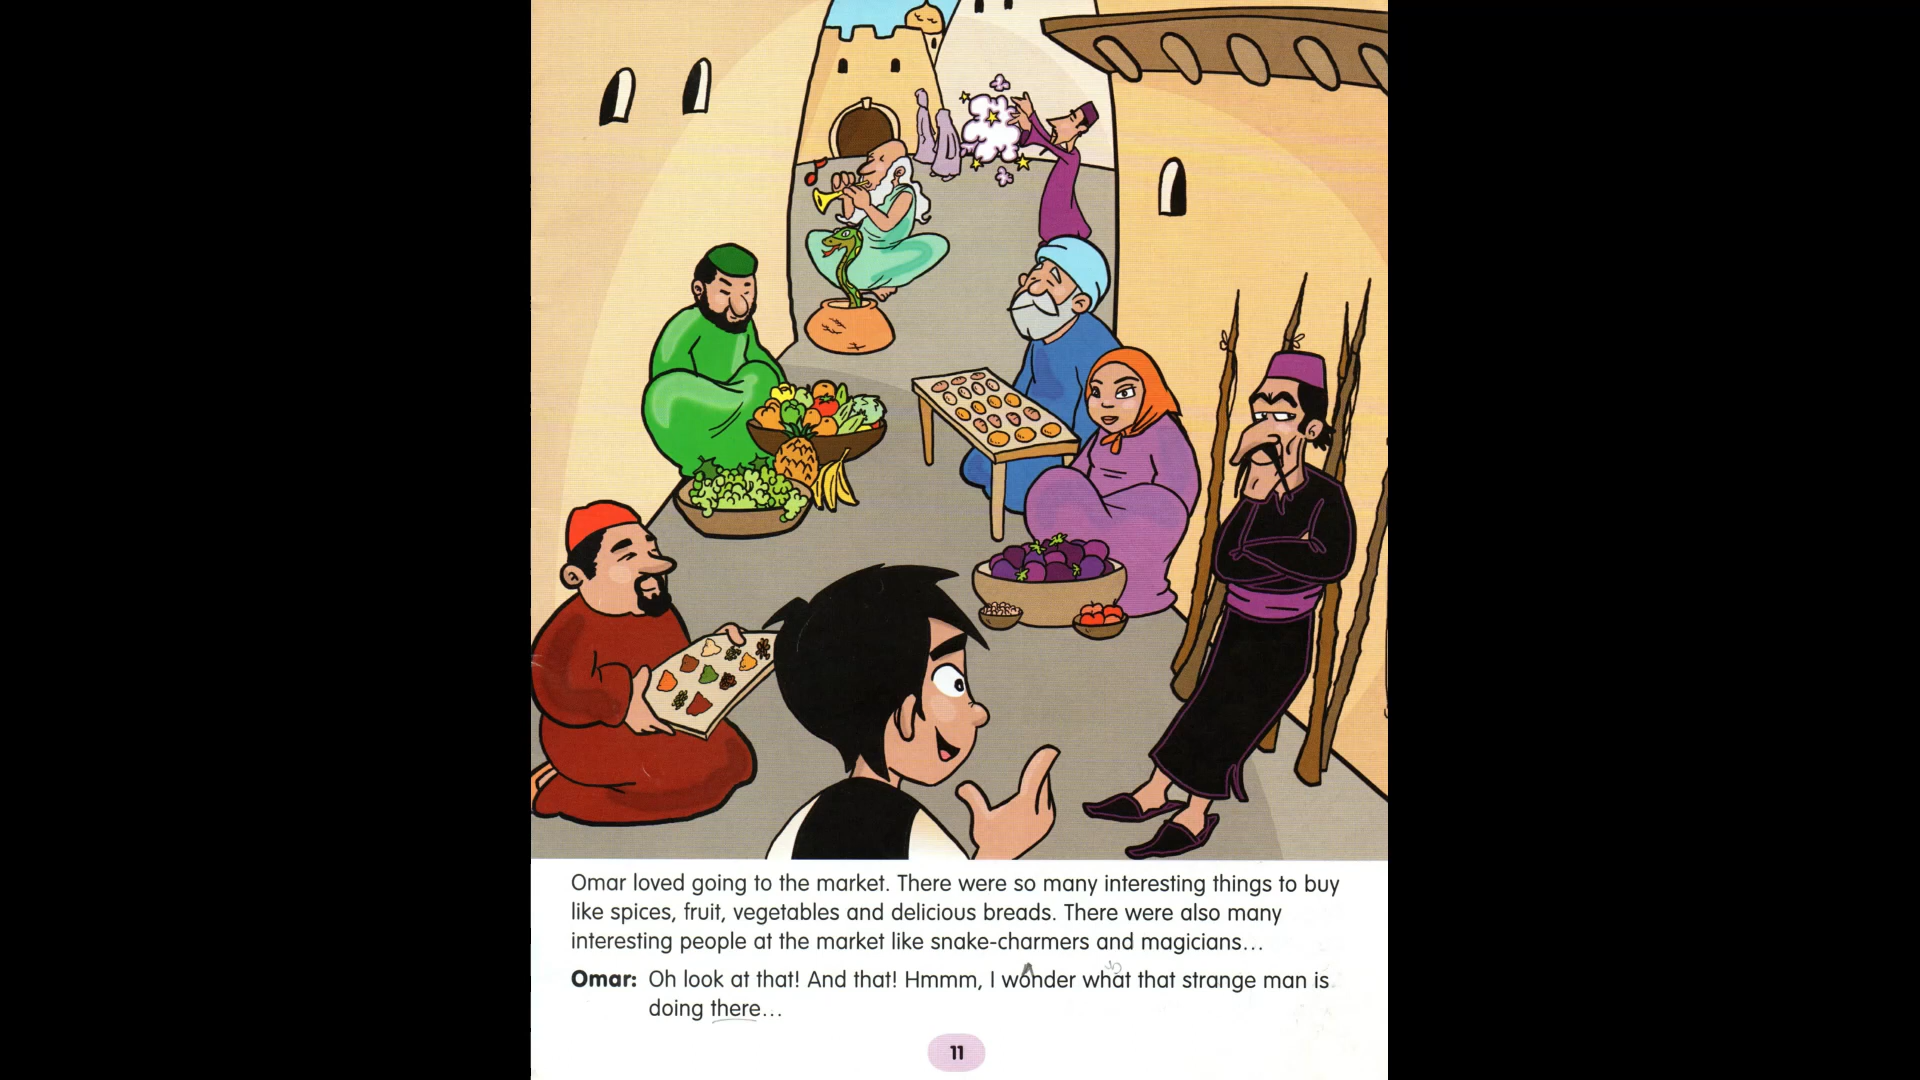 Omar loved going to the market. There were so many interesting things to buy
like spices, fruit, vegetables and delicious breads. There were also many
interesting people at the market like snake-charmers and magicians...
Omar: Oh look at that! And that! Hmmm, I wonder what that strange man is
doing there...
11